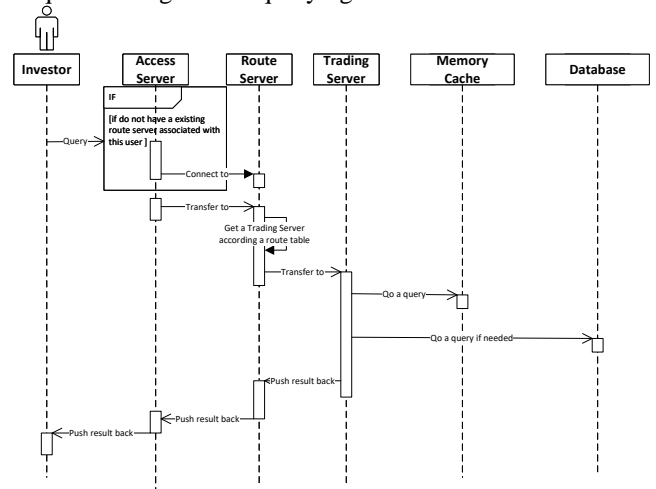 Investor
Access
Server
Route
Server
Trading
Server
Memory
Cache
Database
IF
[if do not have a existing
route server associated with
this user ]
Query
Connect to
Transfer to
Get a Trading Server
according a route table
Transfer to
Qo a query
Qo a query if needed
Push result back
Push result back
Push result back